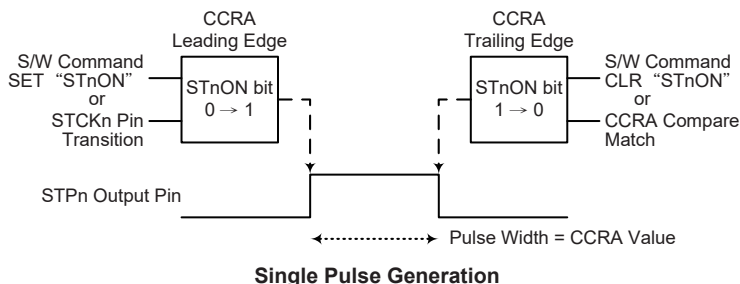 CCRA
Leading Edge
CCRA
Trailing Edge
S/W Command
SET “STnON”
or
STCKn Pin
Transition
STnON bit
0 → 1
STnON bit
1 → 0
S/W Command
CLR “STnON”
or
CCRA Compare
Match
STPn Output Pin
Pulse Width = CCRA Value
Single Pulse Generation